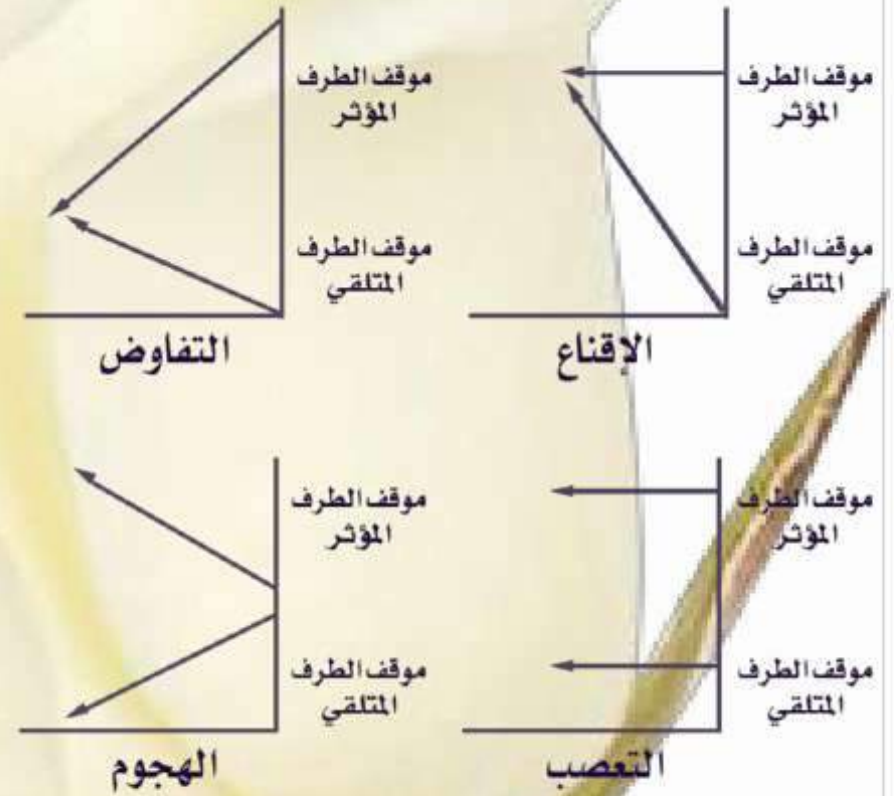 موقف الطرف
المؤثر
موقف الطرف
المتلقي
الإقناع
موقف الطرف
المؤثر
موقف الطرف
المتلقي
التفاوض
موقف الطرف
المؤثر
موقف الطرف
المتلقي
التعصب
موقف الطرف
المؤثر
موقف الطرف
المتلقي
الهجوم